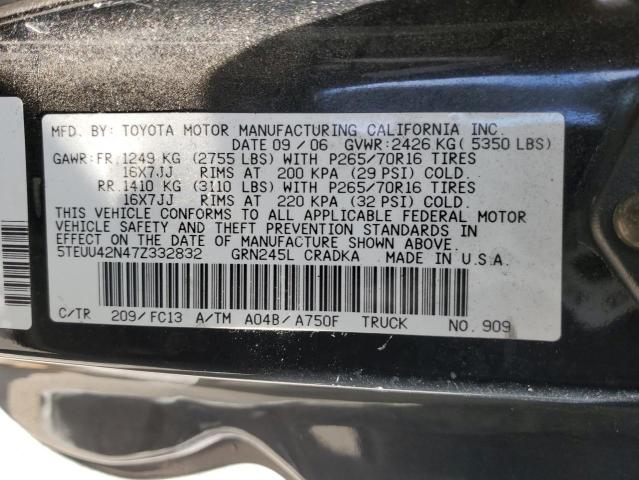 MFD. BY: TOYOTA MOTOR MANUFACTURING CALIFORNIA INC.
DATE 09 / 06 GVWR:2426 KG( 5350 LBS)
GAWR:FR.1249 KG (2755 LBS) WITH P265/70R16 TIRES
16X7JJ RIMS AT 200 KPA (29 PSI) COLD.
RR.1410 KG (3110 LBS) WITH P265/70R16 TIRES
16X7JJ RIMS AT 220 KPA (32 PSI) COLD.
THIS VEHICLE CONFORMS TO ALL APPLICABLE FEDERAL MOTOR
VEHICLE SAFETY AND THEFT PREVENTION STANDARDS IN
EFFECT ON THE DATE OF MANUFACTURE SHOWN ABOVE.
5TEUU42N47Z332832 GRN245L CRADKA MADE IN U.S.A.
C/TR 209/FC13 A/TM A04B/A750F TRUCK NO. 909